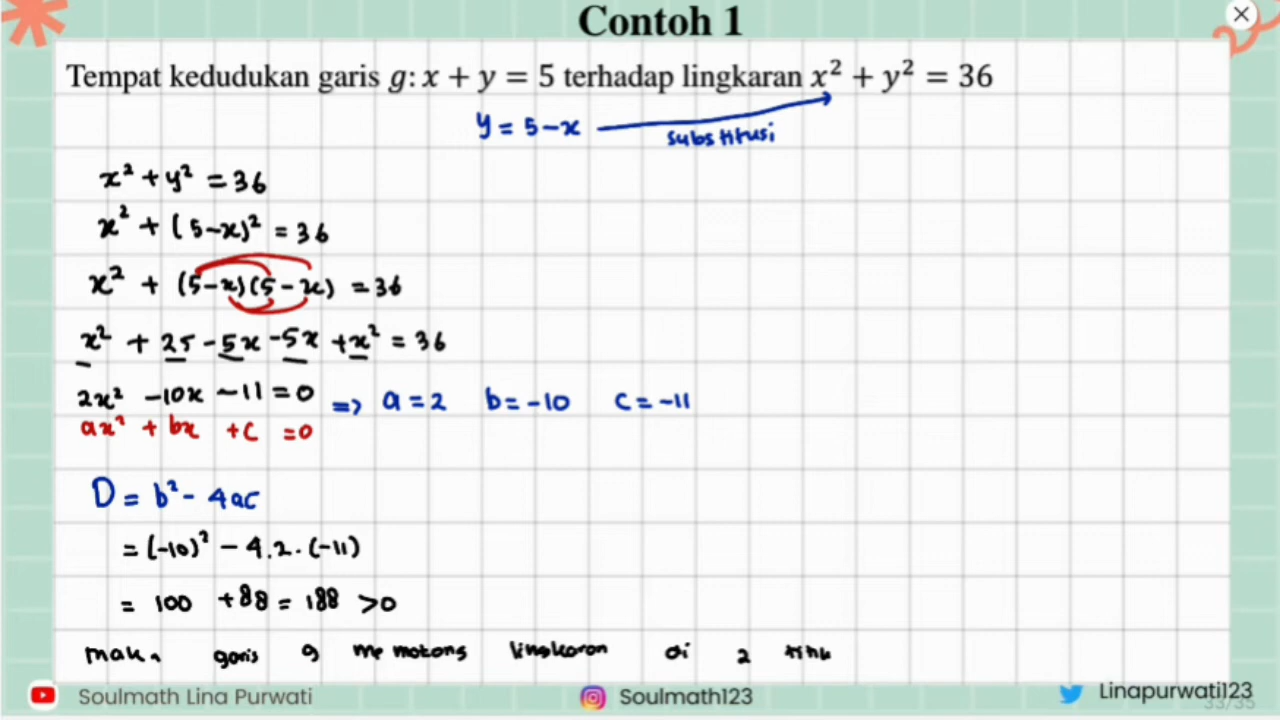 Contoh 1
Tempat kedudukan garis g: x + y = 5 terhadap lingkaran x² + y² = 36
y = 5 - x
substitusi
x² + y² = 36
x² + (5-x)² = 36
x² + (5-x)(5-x) = 36
x² + 25 - 5x - 5x + x² = 36
2x² - 10x - 11 = 0 => a = 2 b = -10 c = -11
ax² + bx + c = 0
D = b² - 4ac
= (-10)² - 4.2.(-11)
= 100 + 88 = 188 > 0
maka garis g memotong lingkaran di 2 titik
Soulmath Lina Purwati
Soulmath123
Linapurwati123
33/35